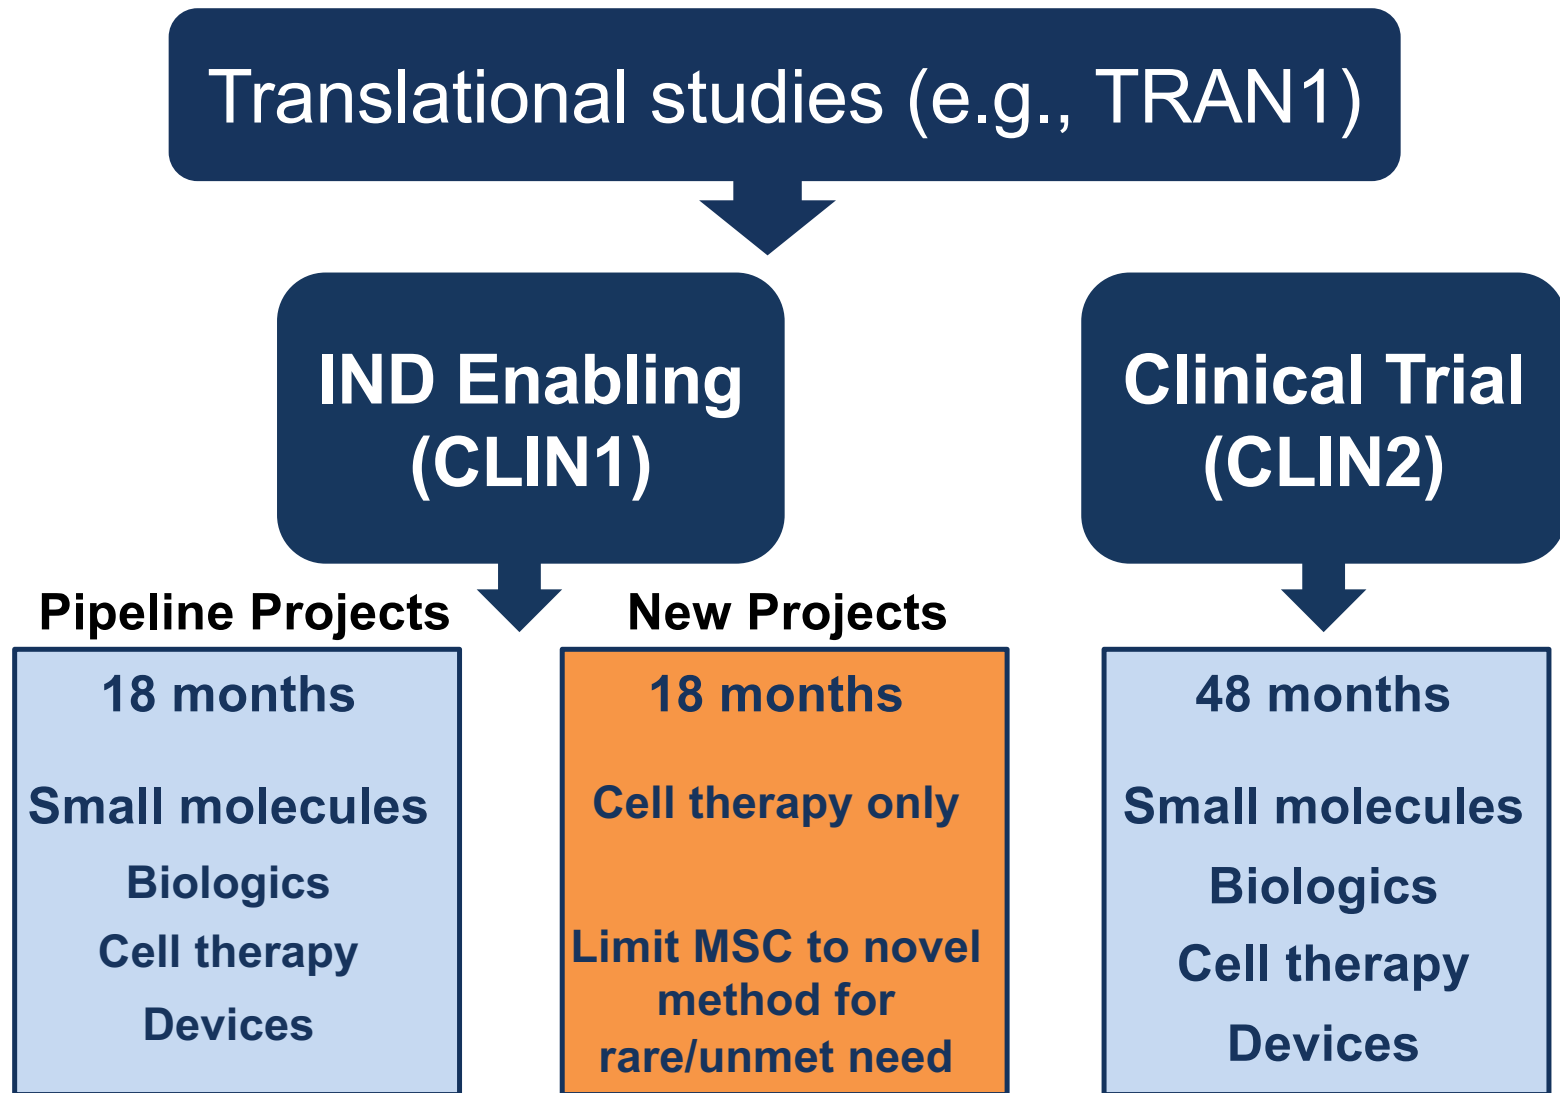 Translational studies (e.g., TRAN1)
IND Enabling
(CLIN1)
Clinical Trial
(CLIN2)
Pipeline Projects
18 months
Small molecules
Biologics
Cell therapy
Devices
New Projects
18 months
Cell therapy only
Limit MSC to novel
method for
rare/unmet need
48 months
Small molecules
Biologics
Cell therapy
Devices